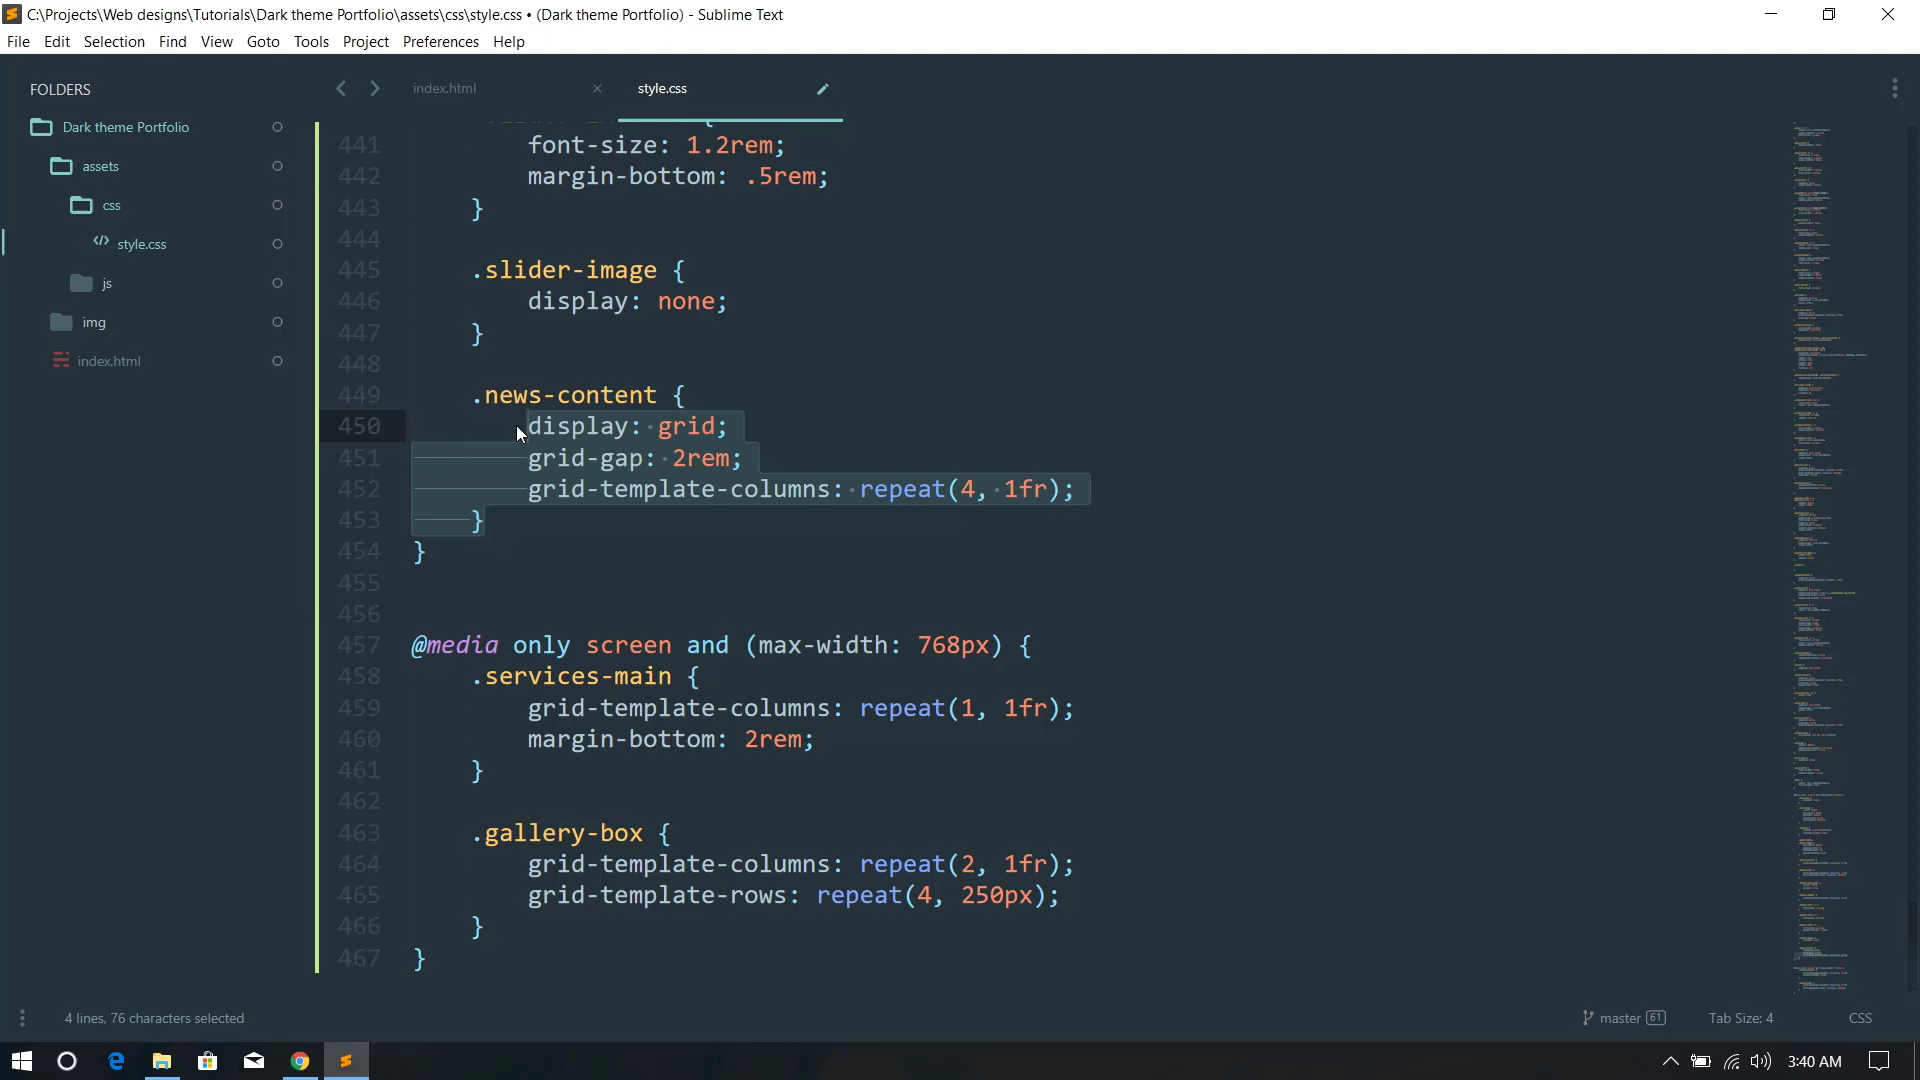 C:\Projects\Web designs\Tutorials\Dark theme Portfolio\assets\css\style.css • (Dark theme Portfolio) - Sublime Text
File Edit Selection Find View Goto Tools Project Preferences Help
FOLDERS
Dark theme Portfolio
assets
css
style.css
js
img
index.html
index.html
style.css
441 font-size: 1.2rem;
442 margin-bottom: .5rem;
443 }
444
445 .slider-image {
446 display: none;
447 }
448
449 .news-content {
450 display: grid;
451 grid-gap: 2rem;
452 grid-template-columns: repeat(4, 1fr);
453 }
454 }
455
456
457 @media only screen and (max-width: 768px) {
458 .services-main {
459 grid-template-columns: repeat(1, 1fr);
460 margin-bottom: 2rem;
461 }
462
463 .gallery-box {
464 grid-template-columns: repeat(2, 1fr);
465 grid-template-rows: repeat(4, 250px);
466 }
467 }
4 lines, 76 characters selected
master 61
Tab Size: 4
CSS
3:40 AM